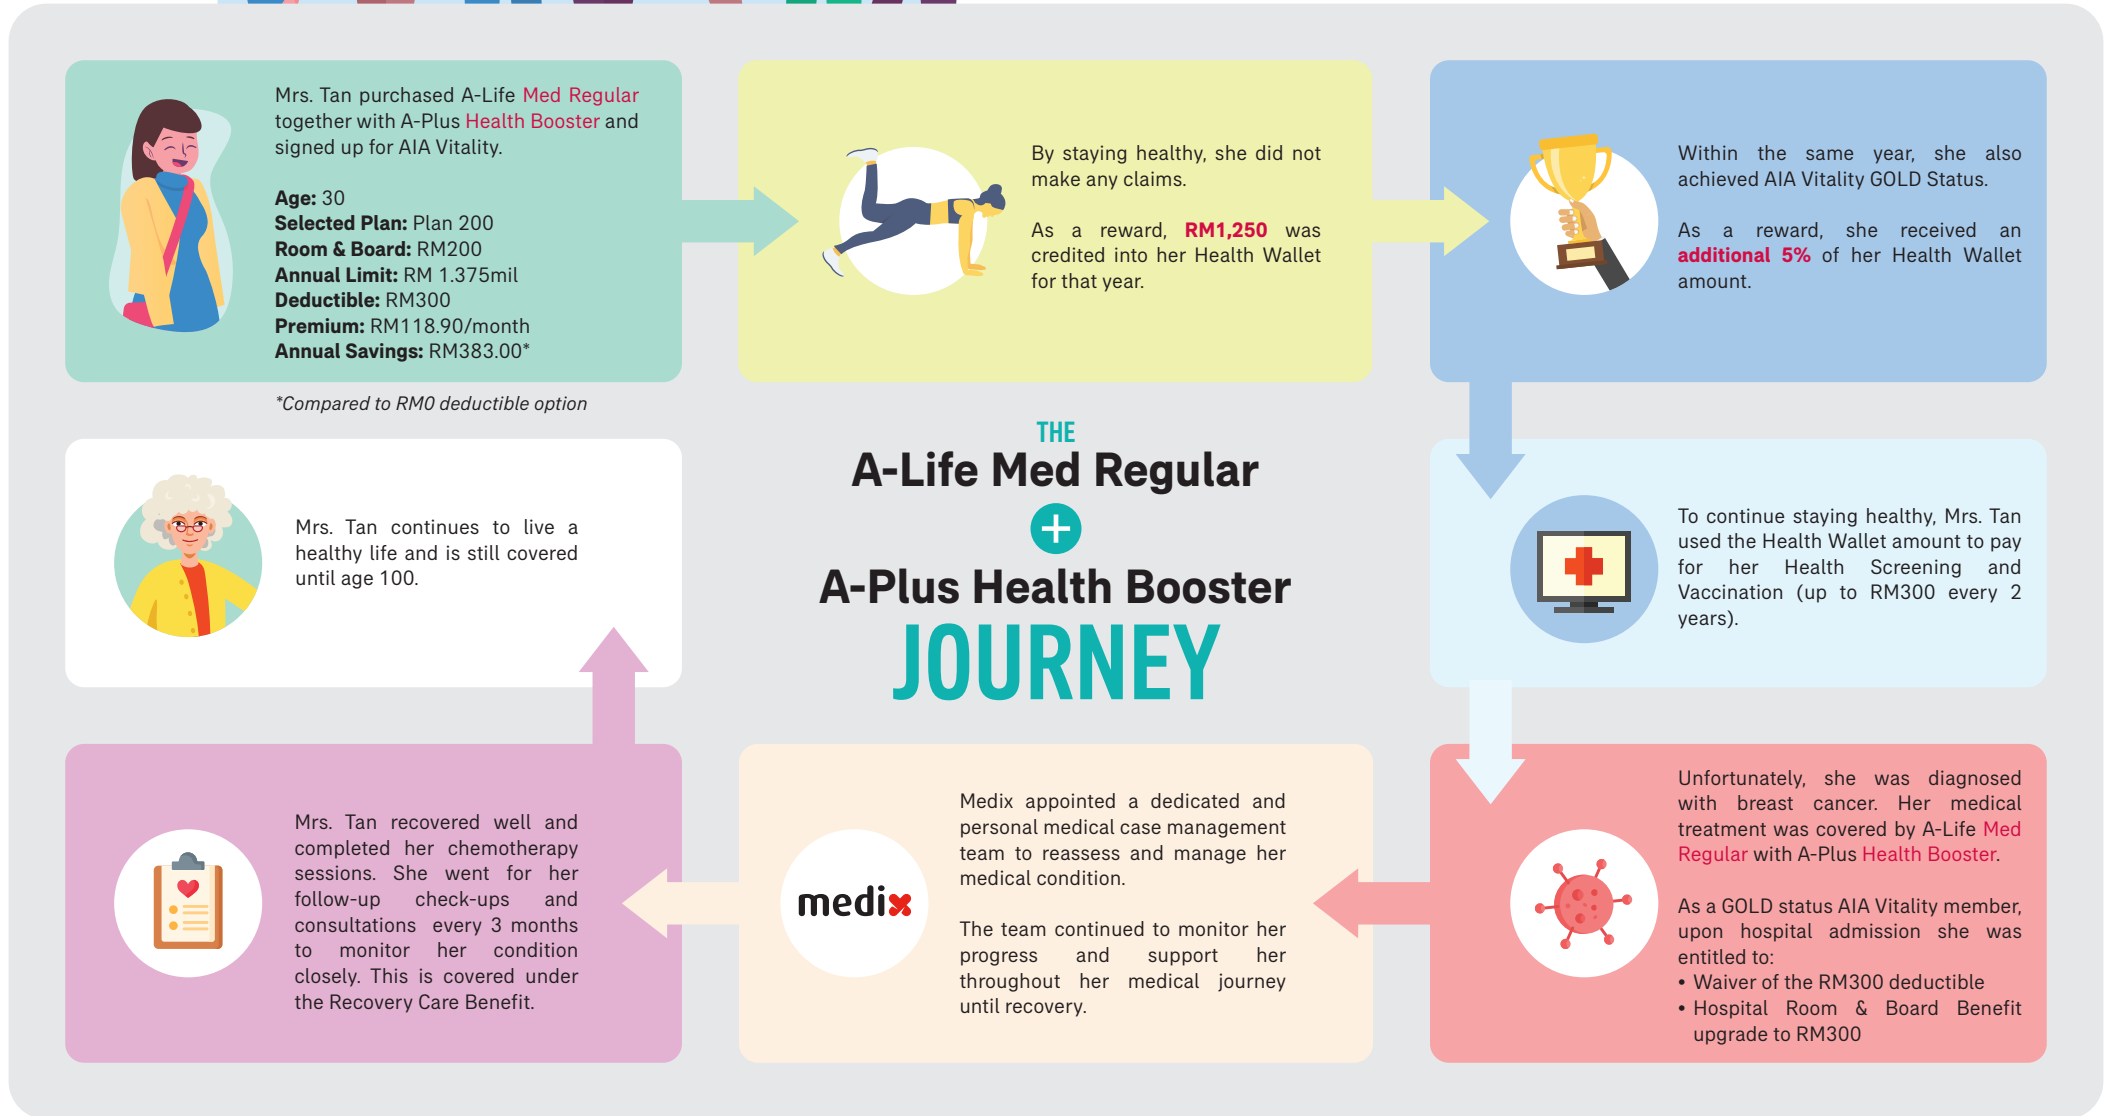 Mrs. Tan purchased A-Life Med Regular
together with A-Plus Health Booster and
signed up for AIA Vitality.
Age: 30
Selected Plan: Plan 200
Room & Board: RM200
Annual Limit: RM 1.375mil
Deductible: RM300
Premium: RM118.90/month
Annual Savings: RM383.00*
*Compared to RM0 deductible option
By staying healthy, she did not
make any claims.
As a reward, RM1,250 was
credited into her Health Wallet
for that year.
Within the same year, she also
achieved AIA Vitality GOLD Status.
As a reward, she received an
additional 5% of her Health Wallet
amount.
THE
A-Life Med Regular
+
A-Plus Health Booster
JOURNEY
To continue staying healthy, Mrs. Tan
used the Health Wallet amount to pay
for her Health Screening and
Vaccination (up to RM300 every 2
years).
Unfortunately, she was diagnosed
with breast cancer. Her medical
treatment was covered by A-Life Med
Regular with A-Plus Health Booster.
As a GOLD status AIA Vitality member,
upon hospital admission she was
entitled to:
• Waiver of the RM300 deductible
• Hospital Room & Board Benefit
upgrade to RM300
medix
Medix appointed a dedicated and
personal medical case management
team to reassess and manage her
medical condition.
The team continued to monitor her
progress and support her
throughout her medical journey
until recovery.
Mrs. Tan recovered well and
completed her chemotherapy
sessions. She went for her
follow-up check-ups and
consultations every 3 months
to monitor her condition
closely. This is covered under
the Recovery Care Benefit.
Mrs. Tan continues to live a
healthy life and is still covered
until age 100.